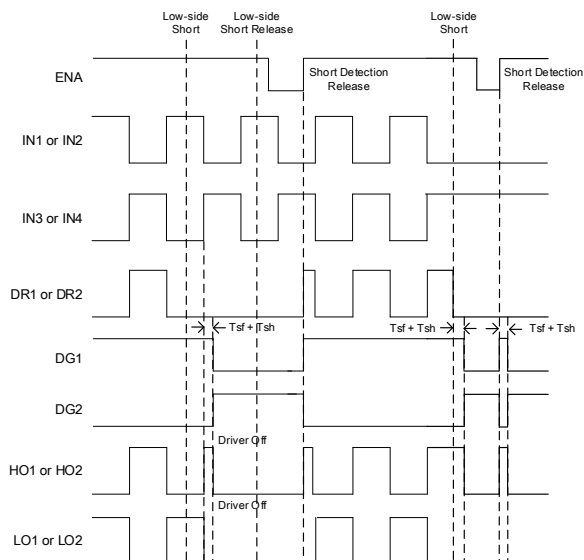 Low-side
Short
Low-side
Short Release
Low-side
Short
ENA
Short Detection
Release
Short Detection
Release
IN1 or IN2
IN3 or IN4
DR1 or DR2
Tsf + Tsh
Tsf + Tsh
Tsf + Tsh
DG1
DG2
Driver Off
HO1 or HO2
Driver Off
LO1 or LO2